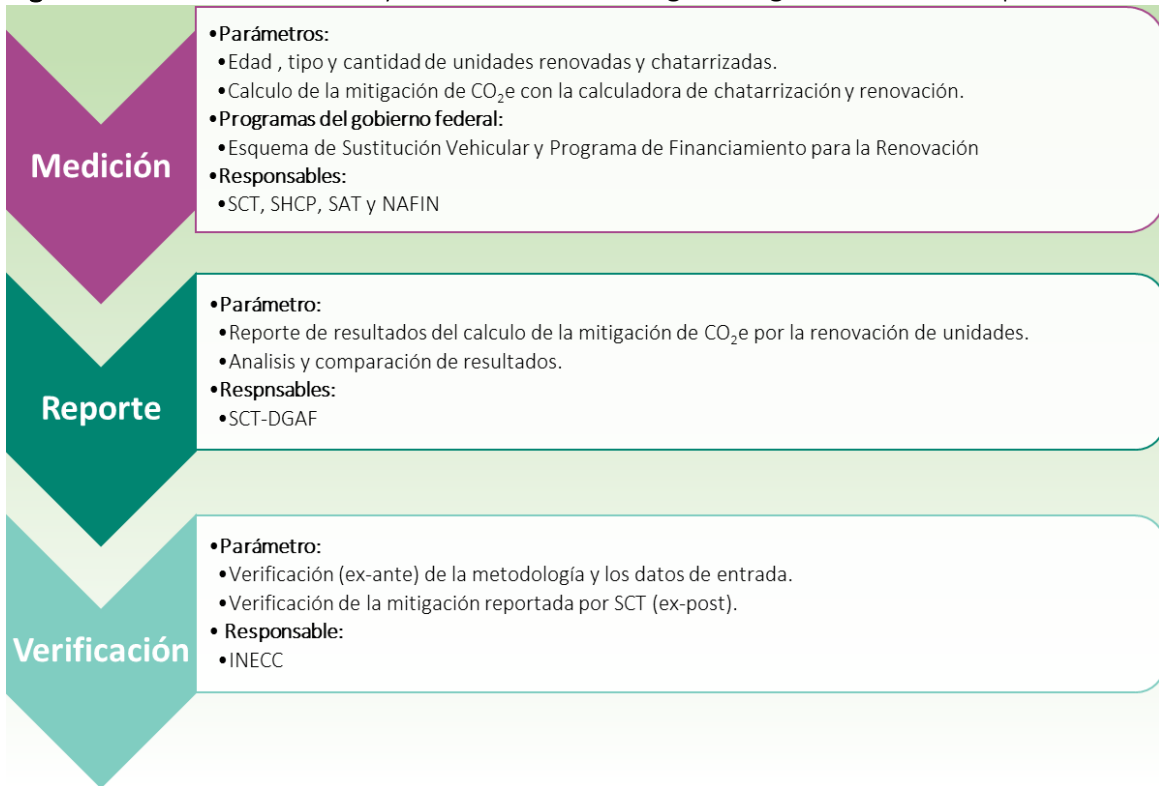 Medición
•Parámetros:
•Edad , tipo y cantidad de unidades renovadas y chatarrizadas.
•Calculo de la mitigación de CO₂e con la calculadora de chatarrización y renovación.
•Programas del gobierno federal:
•Esquema de Sustitución Vehicular y Programa de Financiamiento para la Renovación
•Responsables:
•SCT, SHCP, SAT y NAFIN
Reporte
•Parámetro:
•Reporte de resultados del calculo de la mitigación de CO₂e por la renovación de unidades.
•Analisis y comparación de resultados.
•Respnsables:
•SCT-DGAF
Verificación
•Parámetro:
•Verificación (ex-ante) de la metodología y los datos de entrada.
•Verificación de la mitigación reportada por SCT (ex-post).
• Responsable:
•INECC